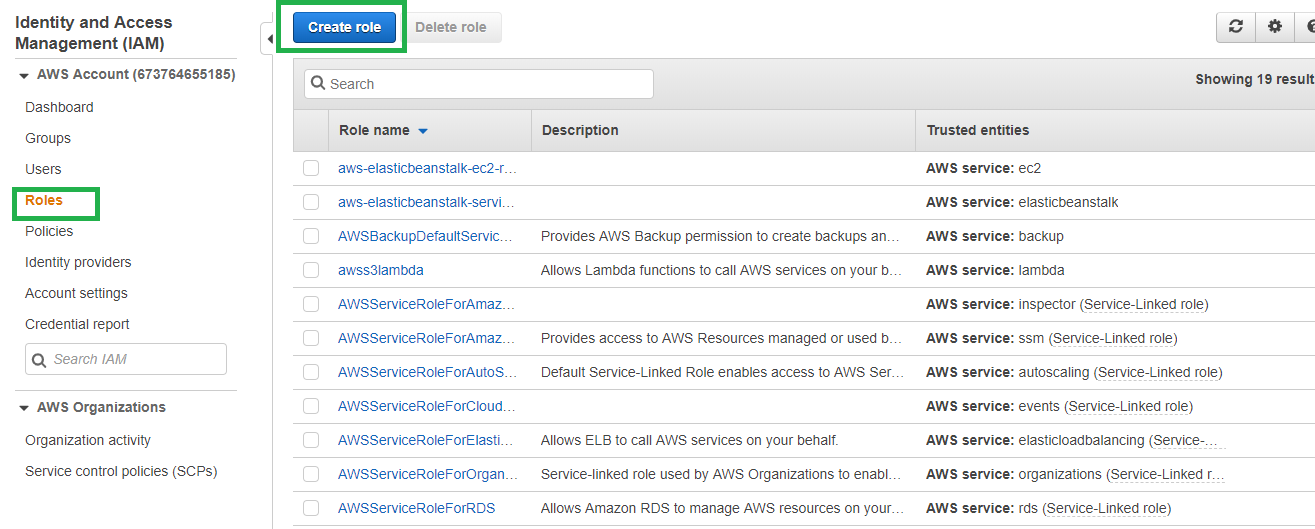 Identity and Access
Management (IAM)
AWS Account (673764655185)
Dashboard
Groups
Users
Roles
Policies
Identity providers
Account settings
Credential report
Search IAM
AWS Organizations
Organization activity
Service control policies (SCPs)
Create role Delete role
Search Showing 19 result
Role name Description Trusted entities
aws-elasticbeanstalk-ec2-r… AWS service: ec2
aws-elasticbeanstalk-servi… AWS service: elasticbeanstalk
AWSBackupDefaultServic… Provides AWS Backup permission to create backups an… AWS service: backup
awss3lambda Allows Lambda functions to call AWS services on your b… AWS service: lambda
AWSServiceRoleForAmaz… AWS service: inspector (Service-Linked role)
AWSServiceRoleForAmaz… Provides access to AWS Resources managed or used b… AWS service: ssm (Service-Linked role)
AWSServiceRoleForAutoS… Default Service-Linked Role enables access to AWS Ser… AWS service: autoscaling (Service-Linked role)
AWSServiceRoleForCloud… AWS service: events (Service-Linked role)
AWSServiceRoleForElasti… Allows ELB to call AWS services on your behalf. AWS service: elasticloadbalancing (Service-…
AWSServiceRoleForOrgan… Service-linked role used by AWS Organizations to enabl… AWS service: organizations (Service-Linked r…
AWSServiceRoleForRDS Allows Amazon RDS to manage AWS resources on your… AWS service: rds (Service-Linked role)